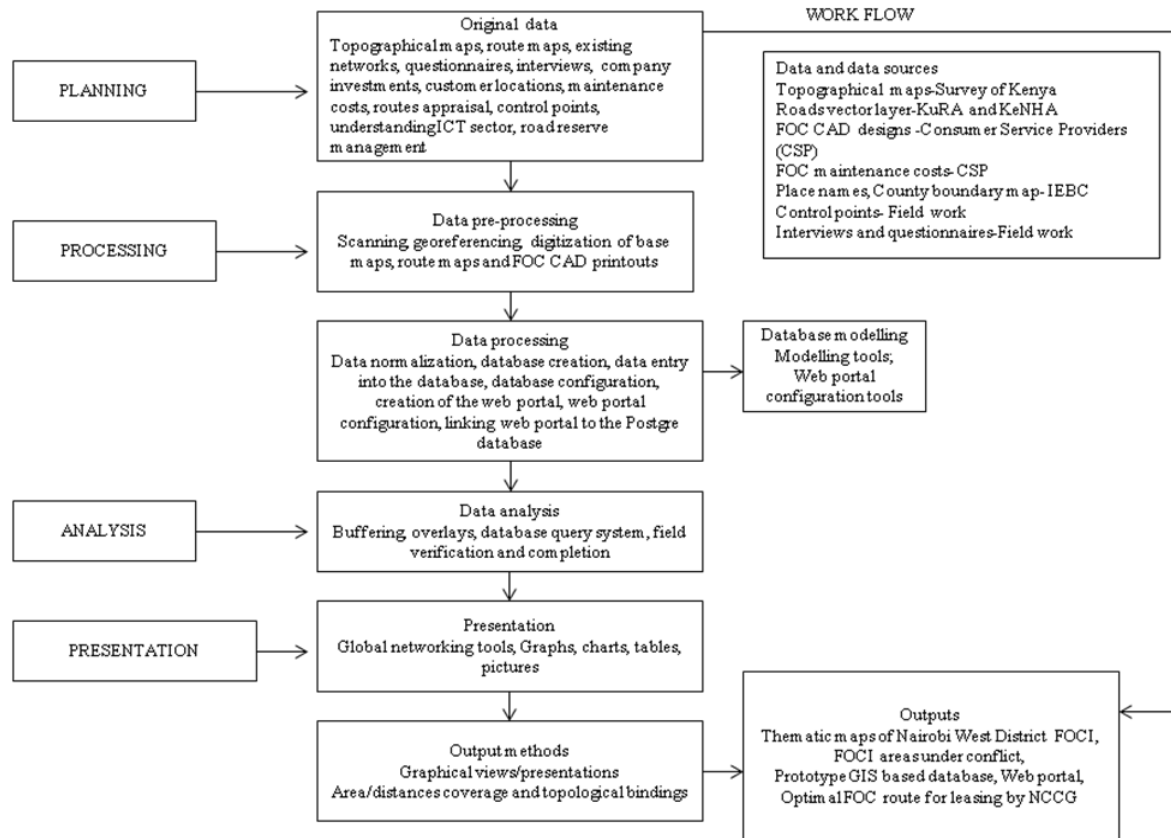 WORK FLOW
PLANNING
Original data
Topographical maps, route maps, existing
networks, questionnaires, interviews, company
investments, customer locations, maintenance
costs, routes appraisal, control points,
understanding ICT sector, road reserve
management
Data and data sources
Topographical maps-Survey of Kenya
Roads vector layer-KuRA and KeNHA
FOC CAD designs -Consumer Service Providers
(CSP)
FOC maintenance costs- CSP
Place names, County boundary map- IEBC
Control points- Field work
Interviews and questionnaires-Field work
PROCESSING
Data pre-processing
Scanning, georeferencing, digitization of base
maps, route maps and FOC CAD printouts
Data processing
Data normalization, database creation, data entry
into the database, database configuration,
creation of the web portal, web portal
configuration, linking web portal to the Postgre
database
Database modelling
Modelling tools;
Web portal
configuration tools
ANALYSIS
Data analysis
Buffering, overlays, database query system, field
verification and completion
PRESENTATION
Presentation
Global networking tools, Graphs, charts, tables,
pictures
Output methods
Graphical views/presentations
Area/distances coverage and topological bindings
Outputs
Thematic maps of Nairobi West District FOCI,
FOCI areas under conflict,
Prototype GIS based database, Web portal,
Optimal FOC route for leasing by NCCG